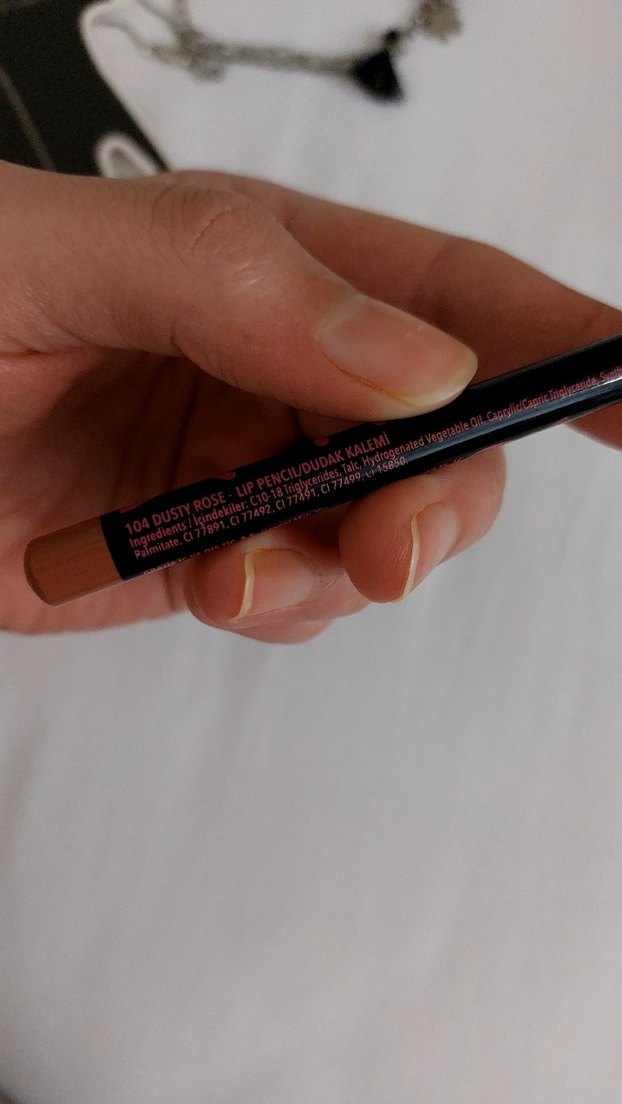 104 DUSTY ROSE - LIP PENCIL/DUDAK KALEMİ
Ingredients / İçindekiler: C10-18 Triglycerides, Talc, Hydrogenated Vegetable Oil, Caprylic/Capric Triglyceride,
Palmitate, CI 77891, CI 77492, CI 77491, CI 77499, CI 15850.